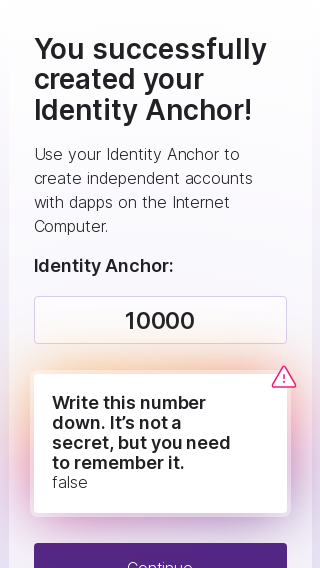 You successfully
created your
Identity Anchor!
Use your Identity Anchor to
create independent accounts
with dapps on the Internet
Computer.
Identity Anchor:
10000
Write this number
down. It’s not a
secret, but you need
to remember it.
false
Continue